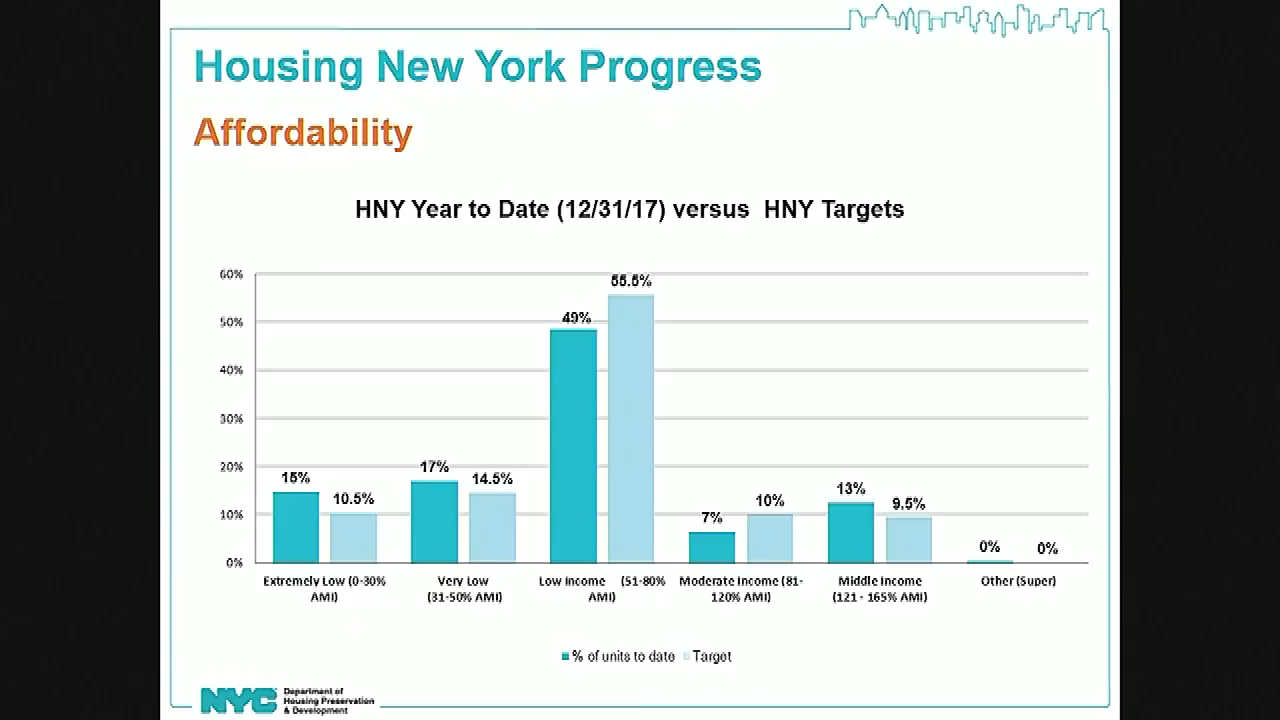 Housing New York Progress
Affordability
HNY Year to Date (12/31/17) versus HNY Targets
60%
50%
40%
30%
20%
10%
0%
15%
10.5%
17%
14.5%
49%
55.5%
7%
10%
13%
9.5%
0%
0%
Extremely Low (0-30%
AMI)
Very Low
(31-50% AMI)
Low Income (51-80%
AMI)
Moderate Income (81-
120% AMI)
Middle Income
(121 - 165% AMI)
Other (Super)
% of units to date
Target
NYC
Department of
Housing Preservation
& Development